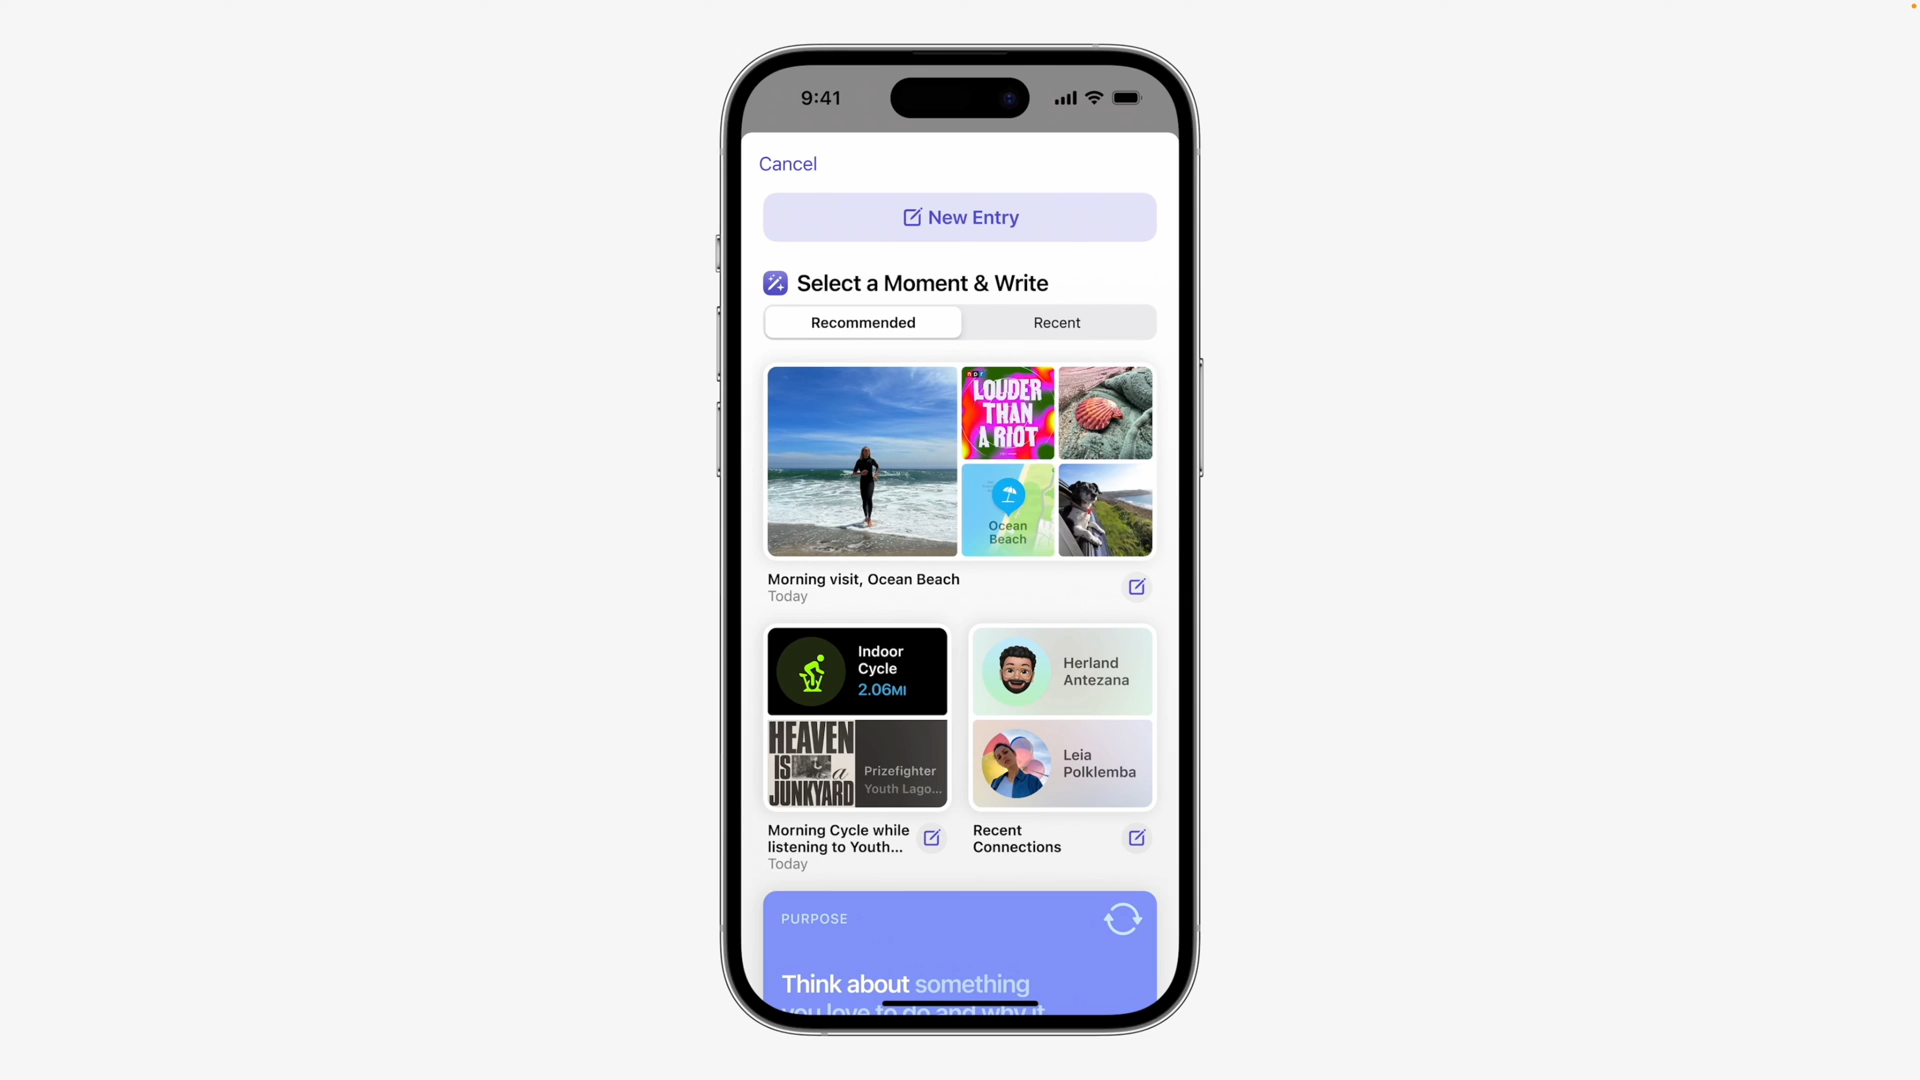 9:41
Cancel
New Entry
Select a Moment & Write
Recommended
Recent
npr
LOUDER
THAN
A RIOT
Ocean
Beach
Morning visit, Ocean Beach
Today
Indoor
Cycle
2.06MI
HEAVEN
IS a
JUNKYARD
Prizefighter
Youth Lago...
Herland
Antezana
Leia
Polklemba
Morning Cycle while
listening to Youth...
Today
Recent
Connections
PURPOSE
Think about something
you love to do and why it